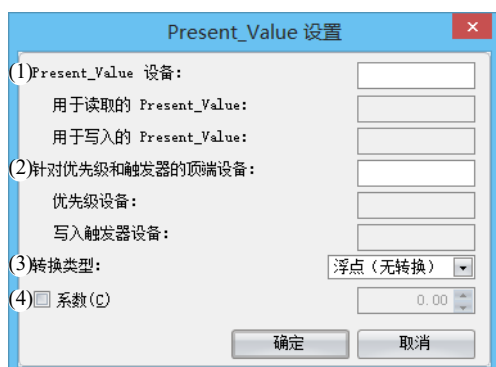 Present_Value 设置
(1)Present_Value 设备:
用于读取的 Present_Value:
用于写入的 Present_Value:
(2)针对优先级和触发器的顶端设备:
优先级设备:
写入触发器设备:
(3)转换类型: 浮点（无转换）
(4) 系数(C) 0.00
确定 取消